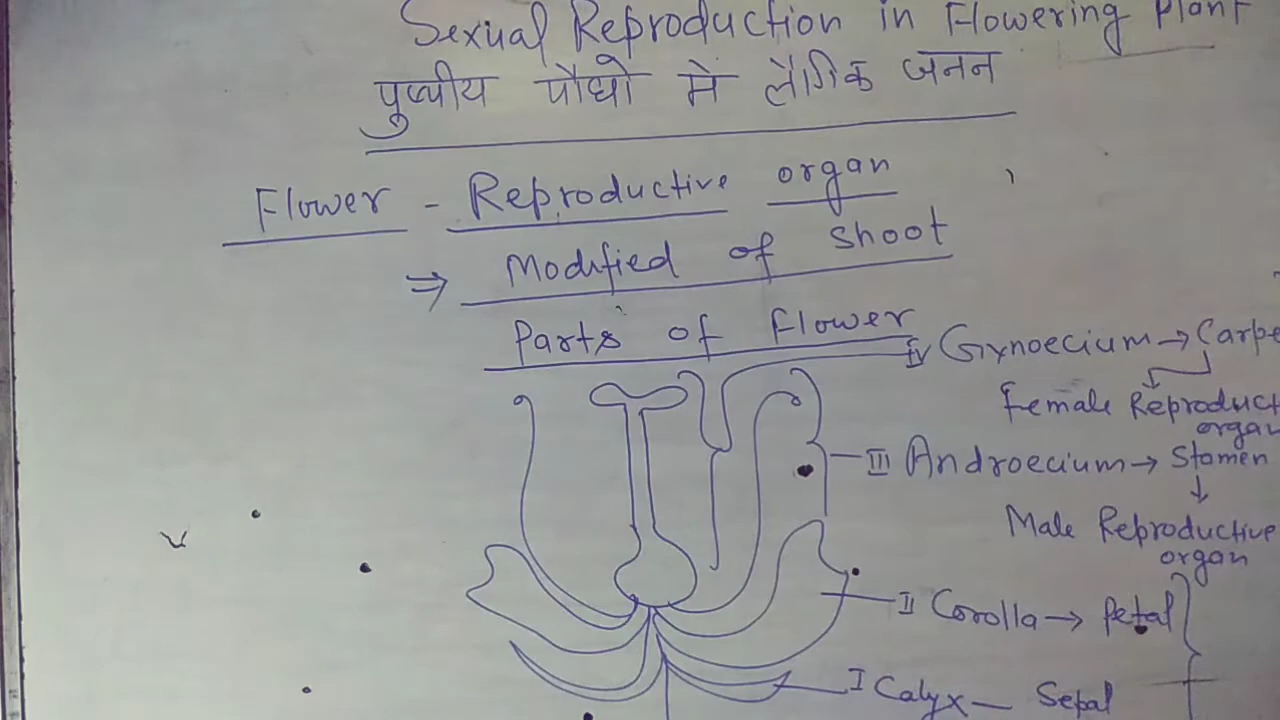 Sexual Reproduction in Flowering Plant
पुष्पीय पौधो मे लैंगिक जनन
Flower - Reproductive organ
⇒ Modified of shoot
Parts of Flower
IV Gynoecium → Carpe
Female Reproduct
organ
III Androecium → Stamen
↓
Male Reproductive
organ
II Corolla → Petal
I Calyx — Sepal